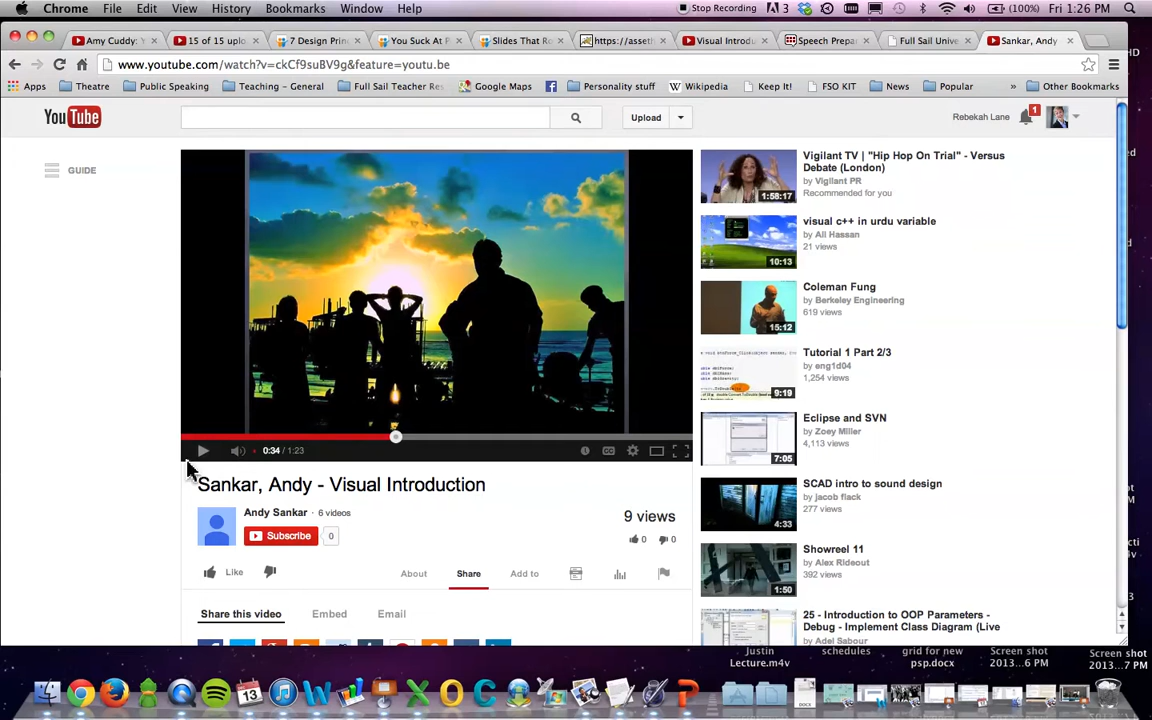 Chrome File Edit View History Bookmarks Window Help Stop Recording 3 (100%) Fri 1:26 PM
Amy Cuddy: Y 15 of 15 uplo 7 Design Prin You Suck At P Slides That Ro https://asseth Visual Introdu Speech Prepa Full Sail Unive Sankar, Andy
www.youtube.com/watch?v=ckCf9suBV9g&feature=youtu.be
Apps Theatre Public Speaking Teaching - General Full Sail Teacher Res Google Maps Personality stuff Wikipedia Keep It! FSO KIT News Popular » Other Bookmarks
YouTube Upload Rebekah Lane 1
GUIDE
0:34 / 1:23
Sankar, Andy - Visual Introduction
Andy Sankar · 6 videos
Subscribe 0
9 views
0 0
Like About Share Add to
Share this video Embed Email
Vigilant TV | "Hip Hop On Trial" - Versus
Debate (London)
by Vigilant PR
Recommended for you
1:58:17
visual c++ in urdu variable
by Ali Hassan
21 views
10:13
Coleman Fung
by Berkeley Engineering
619 views
15:12
Tutorial 1 Part 2/3
by eng1d04
1,254 views
9:19
Eclipse and SVN
by Zoey Miller
4,113 views
7:05
SCAD intro to sound design
by jacob flack
277 views
4:33
Showreel 11
by Alex Rideout
392 views
1:50
25 - Introduction to OOP Parameters -
Debug - Implement Class Diagram (Live
by Adel Sabour
Justin
Lecture.m4v
schedules
grid for new
psp.docx
Screen shot
2013...6 PM
Screen shot
2013...7 PM
13